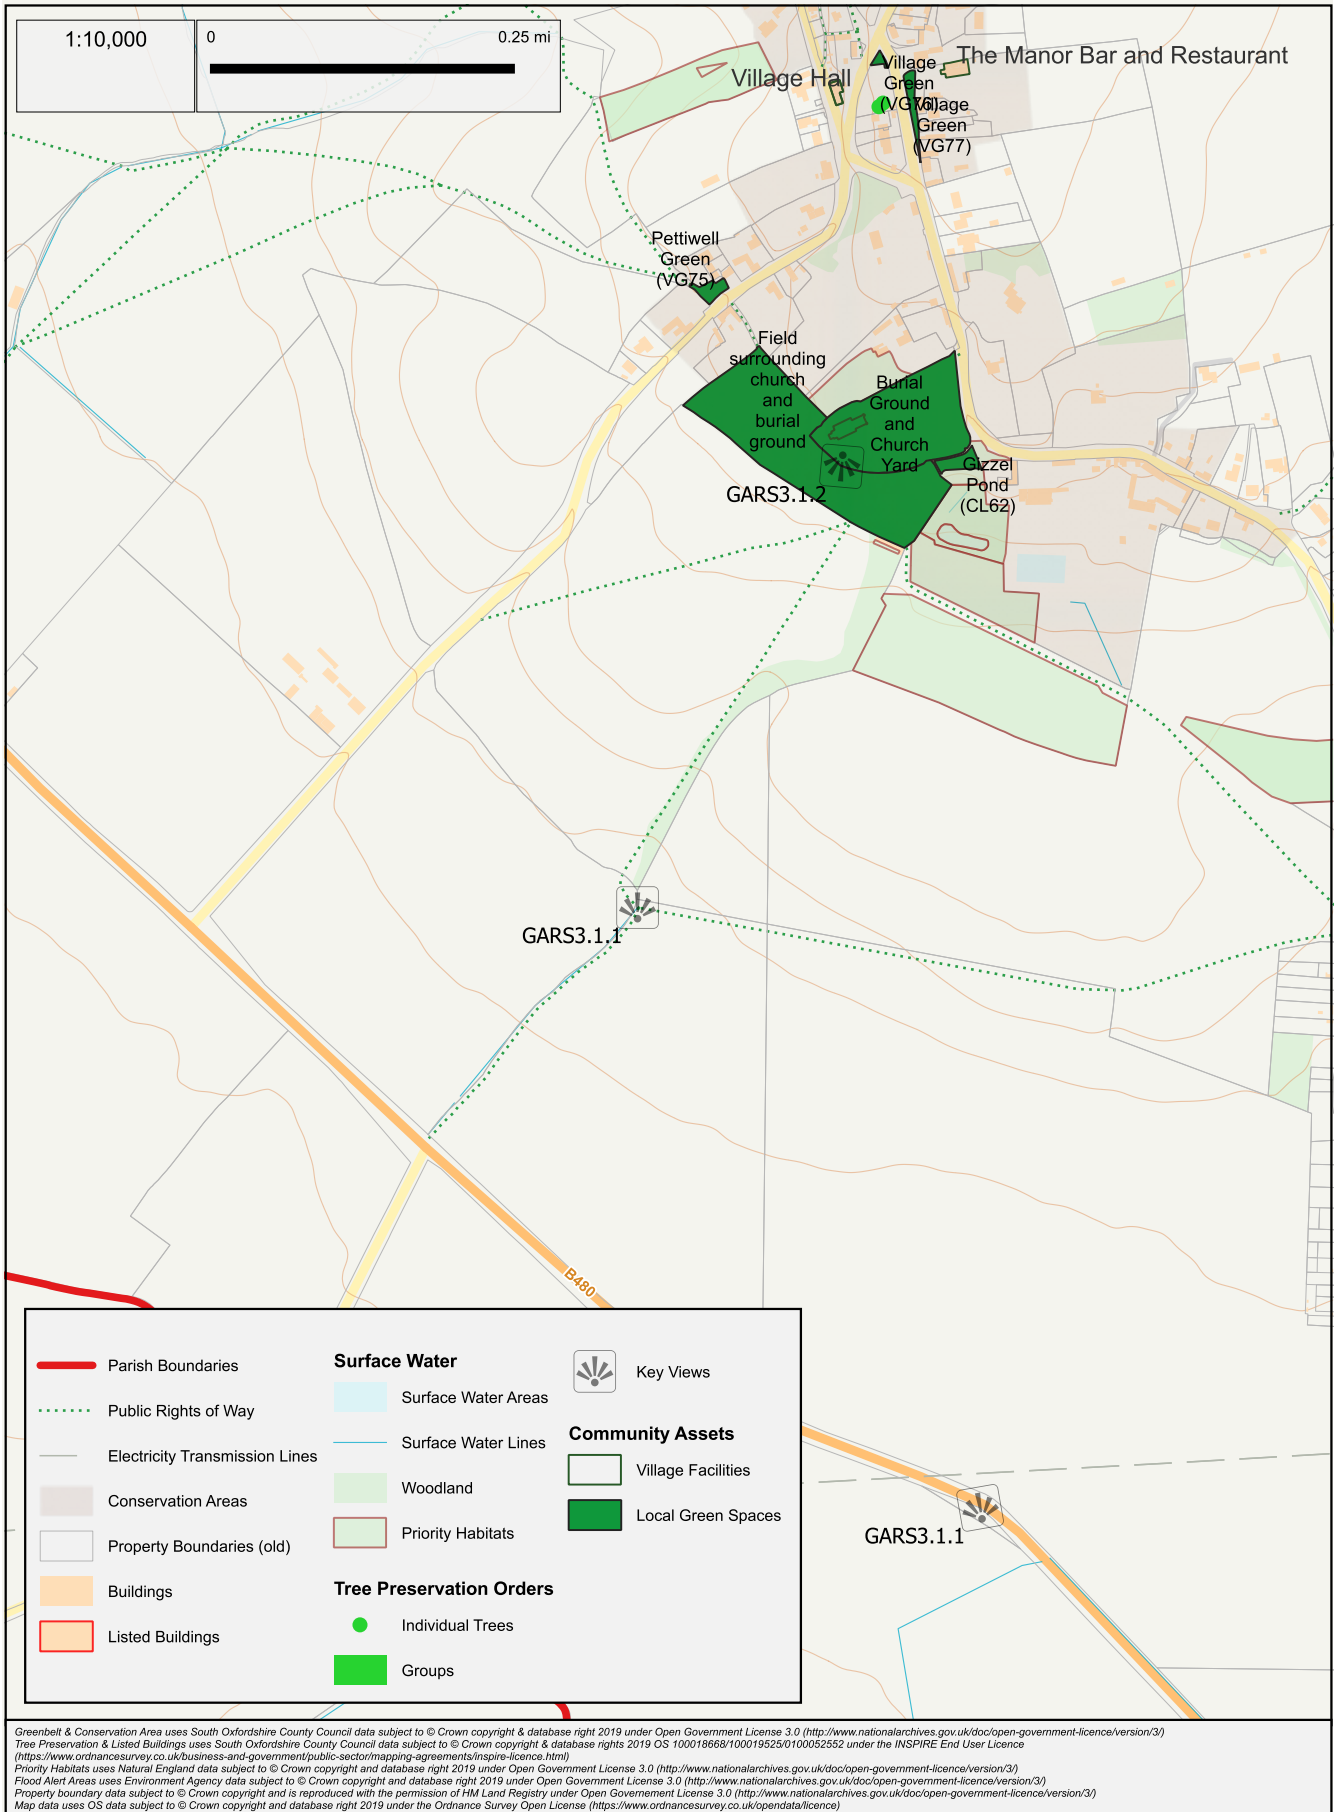 1:10,000
0
0.25 mi
The Manor Bar and Restaurant
Village Hall
Village
Green
(VG76)
Village
Green
(VG77)
Pettiwell
Green
(VG75)
Field
surrounding
church
and
burial
ground
Burial
Ground
and
Church
Yard
Gizzel
Pond
(CL62)
GARS3.1.2
GARS3.1.1
B480
GARS3.1.1
Parish Boundaries
Public Rights of Way
Electricity Transmission Lines
Conservation Areas
Property Boundaries (old)
Buildings
Listed Buildings
Surface Water
Surface Water Areas
Surface Water Lines
Woodland
Priority Habitats
Tree Preservation Orders
Individual Trees
Groups
Key Views
Community Assets
Village Facilities
Local Green Spaces
Greenbelt & Conservation Area uses South Oxfordshire County Council data subject to © Crown copyright & database right 2019 under Open Government License 3.0 (http://www.nationalarchives.gov.uk/doc/open-government-licence/version/3/)
Tree Preservation & Listed Buildings uses South Oxfordshire County Council data subject to © Crown copyright & database rights 2019 OS 100018668/100019525/0100052552 under the INSPIRE End User Licence
(https://www.ordnancesurvey.co.uk/business-and-government/public-sector/mapping-agreements/inspire-licence.html)
Priority Habitats uses Natural England data subject to © Crown copyright and database right 2019 under Open Government License 3.0 (http://www.nationalarchives.gov.uk/doc/open-government-licence/version/3/)
Flood Alert Areas uses Environment Agency data subject to © Crown copyright and database right 2019 under Open Government License 3.0 (http://www.nationalarchives.gov.uk/doc/open-government-licence/version/3/)
Property boundary data subject to © Crown copyright and is reproduced with the permission of HM Land Registry under Open Governement License 3.0 (http://www.nationalarchives.gov.uk/doc/open-government-licence/version/3/)
Map data uses OS data subject to © Crown copyright and database right 2019 under the Ordnance Survey Open License (https://www.ordnancesurvey.co.uk/opendata/licence)